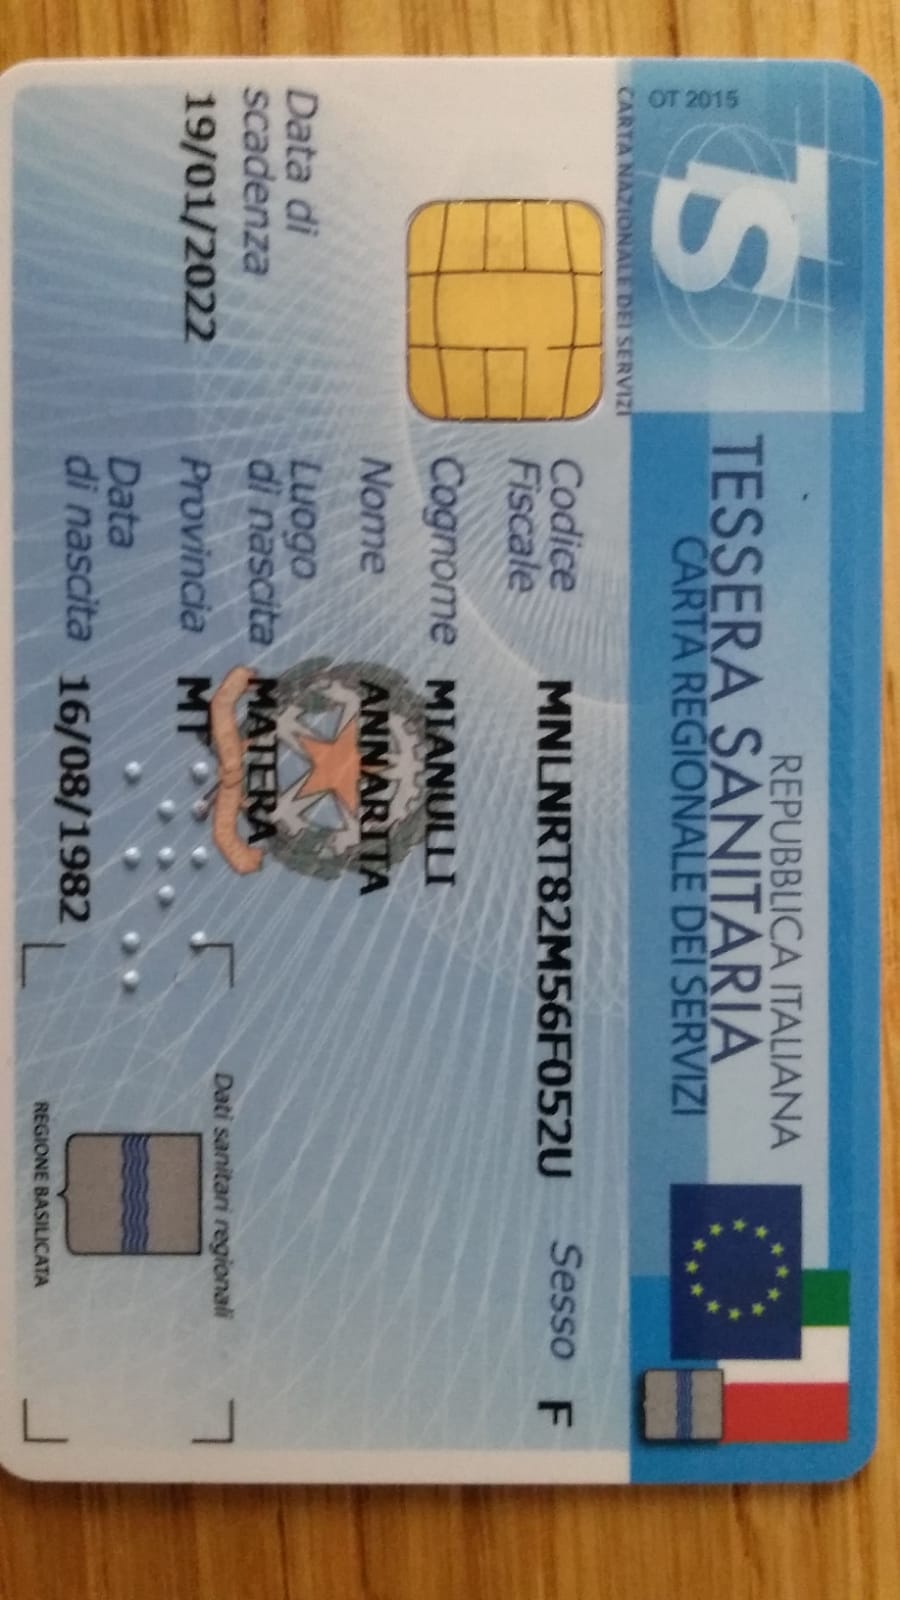 REPUBBLICA ITALIANA
TESSERA SANITARIA
CARTA REGIONALE DEI SERVIZI
TS
OT 2015
CARTA NAZIONALE DEI SERVIZI
Codice Fiscale MNLNRT82M56F052U Sesso F
Cognome MIANULLI
Nome ANNARITA
Luogo di nascita MATERA
Provincia MT
Data di nascita 16/08/1982
Data di scadenza
19/01/2022
Dati sanitari regionali
REGIONE BASILICATA